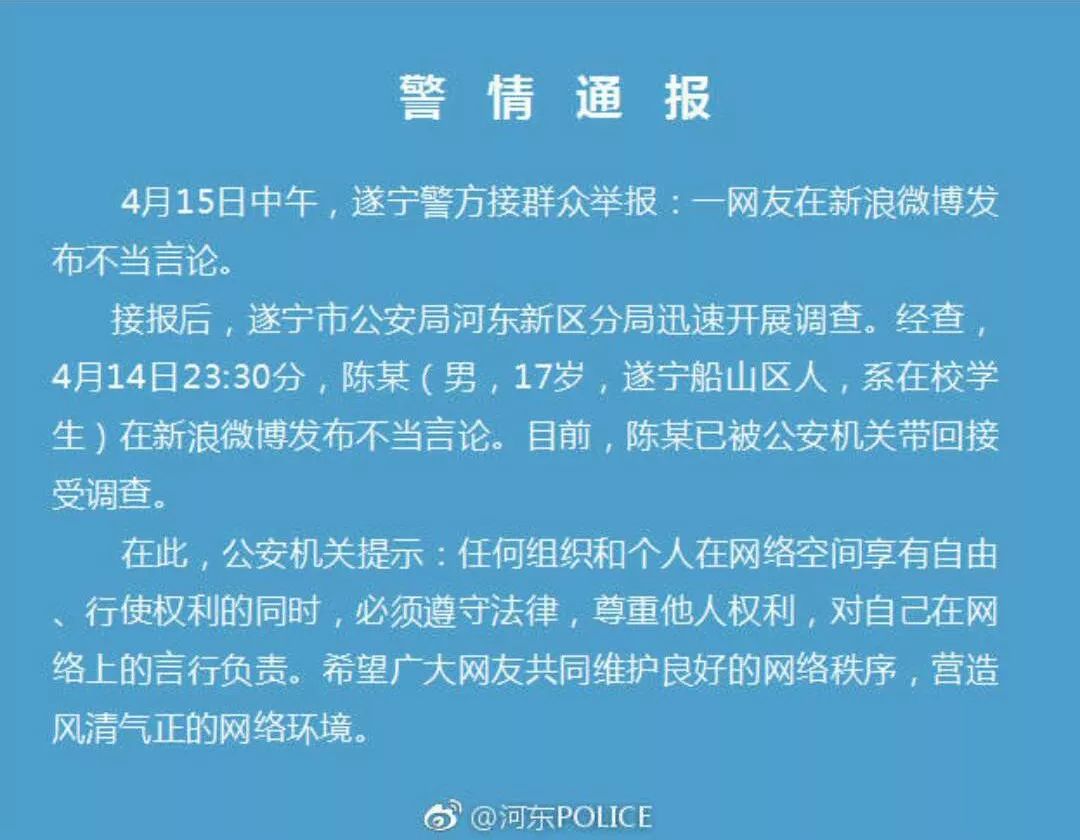 警情通报
4月15日中午，遂宁警方接群众举报：一网友在新浪微博发
布不当言论。
接报后，遂宁市公安局河东新区分局迅速开展调查。经查，
4月14日23:30分，陈某（男，17岁，遂宁船山区人，系在校学
生）在新浪微博发布不当言论。目前，陈某已被公安机关带回接
受调查。
在此，公安机关提示：任何组织和个人在网络空间享有自由
、行使权利的同时，必须遵守法律，尊重他人权利，对自己在网
络上的言行负责。希望广大网友共同维护良好的网络秩序，营造
风清气正的网络环境。
@河东POLICE